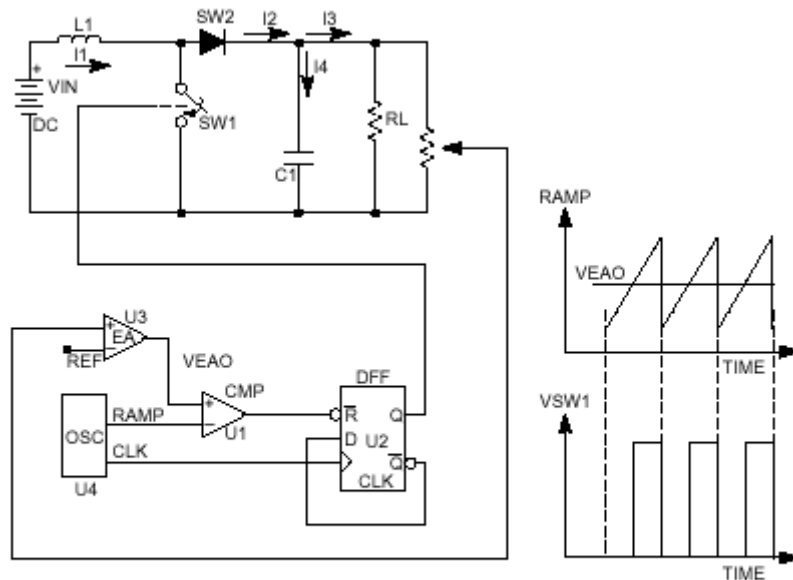 SW2
L1
I2
I3
I1
I4
+
VIN
SW1
RL
DC
C1
RAMP
VEAO
U3
+
EA
−
REF
VEAO
TIME
DFF
CMP
VSW1
R
Q
+
RAMP
OSC
−
D
U2
U1
CLK
Q
CLK
U4
TIME